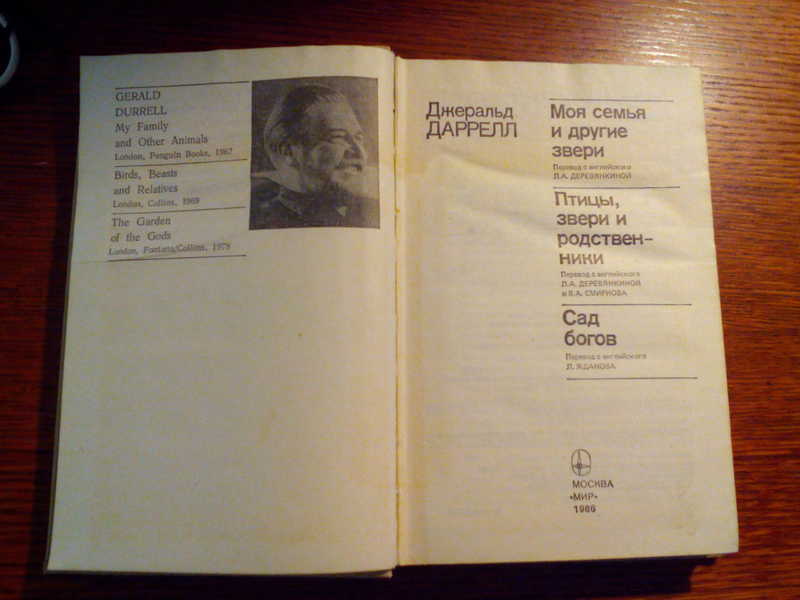 GERALD
DURRELL
My Family
and Other Animals
London, Penguin Books, 1967
Birds, Beasts
and Relatives
London, Collins, 1969
The Garden
of the Gods
London, Fontana/Collins, 1978
Джеральд
ДАРРЕЛЛ
Моя семья
и другие
звери
Перевод с английского
Л.А. ДЕРЕВЯНКИНОЙ
Птицы,
звери и
родствен-
ники
Перевод с английского
Л.А. ДЕРЕВЯНКИНОЙ
и В.А. СМИРНОВА
Сад
богов
Перевод с английского
Л. ЖДАНОВА
МОСКВА
«МИР»
1986